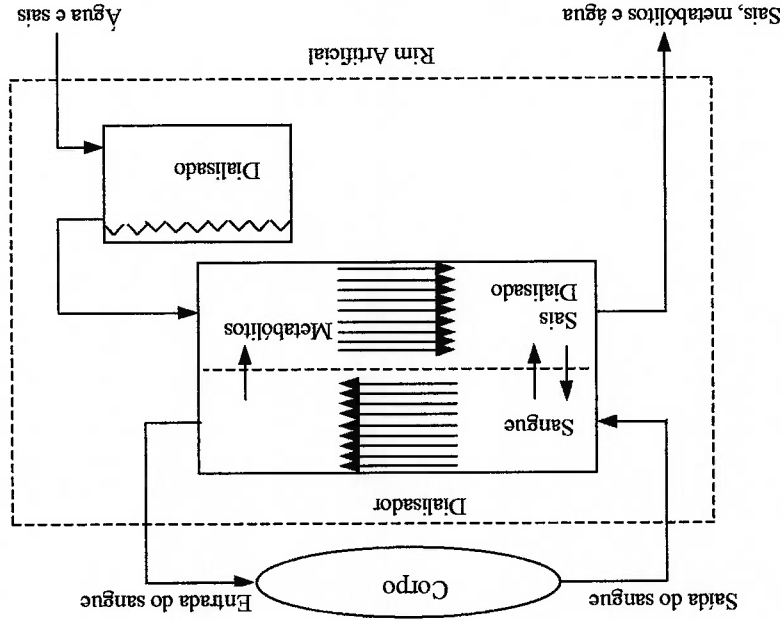 Saída do sangue
Corpo
Entrada do sangue
Dialisador
Sangue
Sais
Dialisado
Metabólitos
Dialisado
Rim Artificial
Sais, metabólitos e água
Água e sais